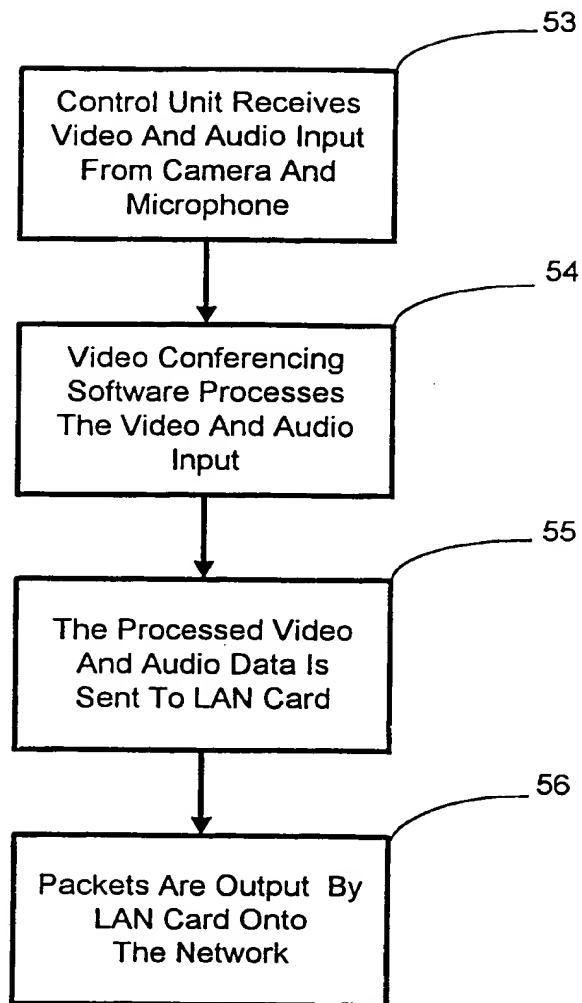 53
Control Unit Receives
Video And Audio Input
From Camera And
Microphone
54
Video Conferencing
Software Processes
The Video And Audio
Input
55
The Processed Video
And Audio Data Is
Sent To LAN Card
56
Packets Are Output By
LAN Card Onto
The Network